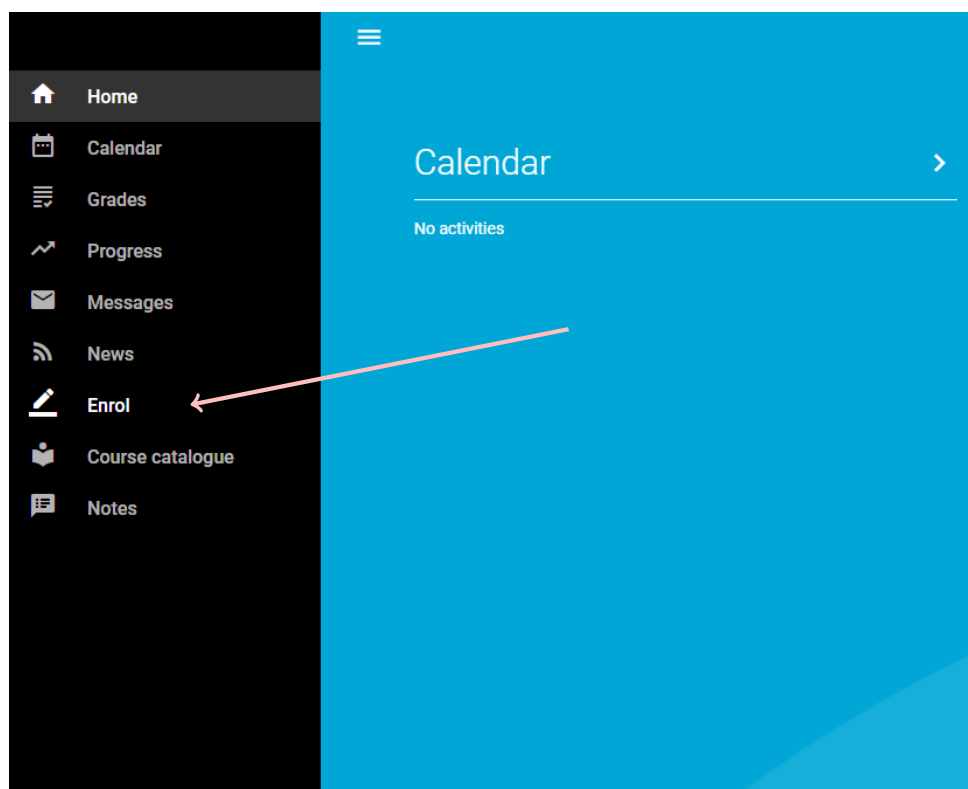 Home
Calendar
Grades
Progress
Messages
News
Enrol
Course catalogue
Notes
Calendar
No activities